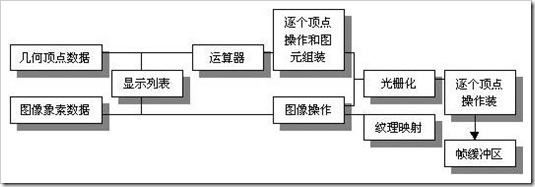 几何顶点数据
图像象素数据
显示列表
运算器
逐个顶点
操作和图
元组装
图像操作
光栅化
纹理映射
逐个顶点
操作装
帧缓冲区